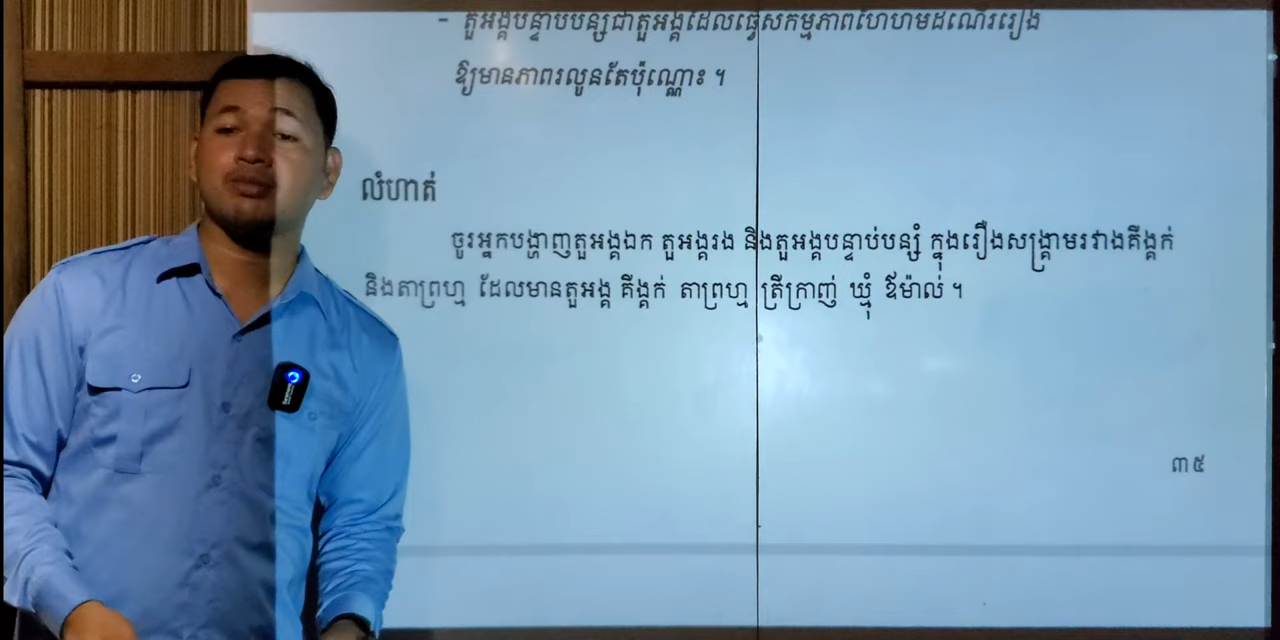 - តួអង្គបន្ទាប់បន្សំជាតួអង្គដែលធ្វើសកម្មភាពហែហមដំណើររឿង
ឱ្យមានភាពរលូនតែប៉ុណ្ណោះ ។
លំហាត់
ចូរអ្នកបង្ហាញតួអង្គឯក តួអង្គរង និងតួអង្គបន្ទាប់បន្សំ ក្នុងរឿងសង្គ្រាមរវាងគីង្គក់
និងតាព្រហ្ម ដែលមានតួអង្គ គីង្គក់ តាព្រហ្ម ត្រីក្រាញ់ ឃ្មុំ ឪម៉ាល់ ។
៣៥